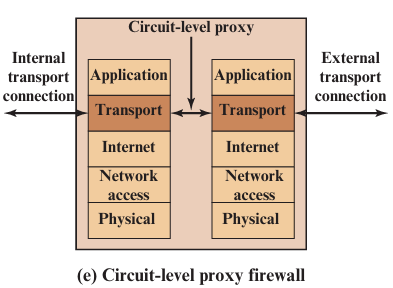 Circuit-level proxy
Internal
transport
connection
External
transport
connection
Application
Transport
Internet
Network
access
Physical
Application
Transport
Internet
Network
access
Physical
(e) Circuit-level proxy firewall